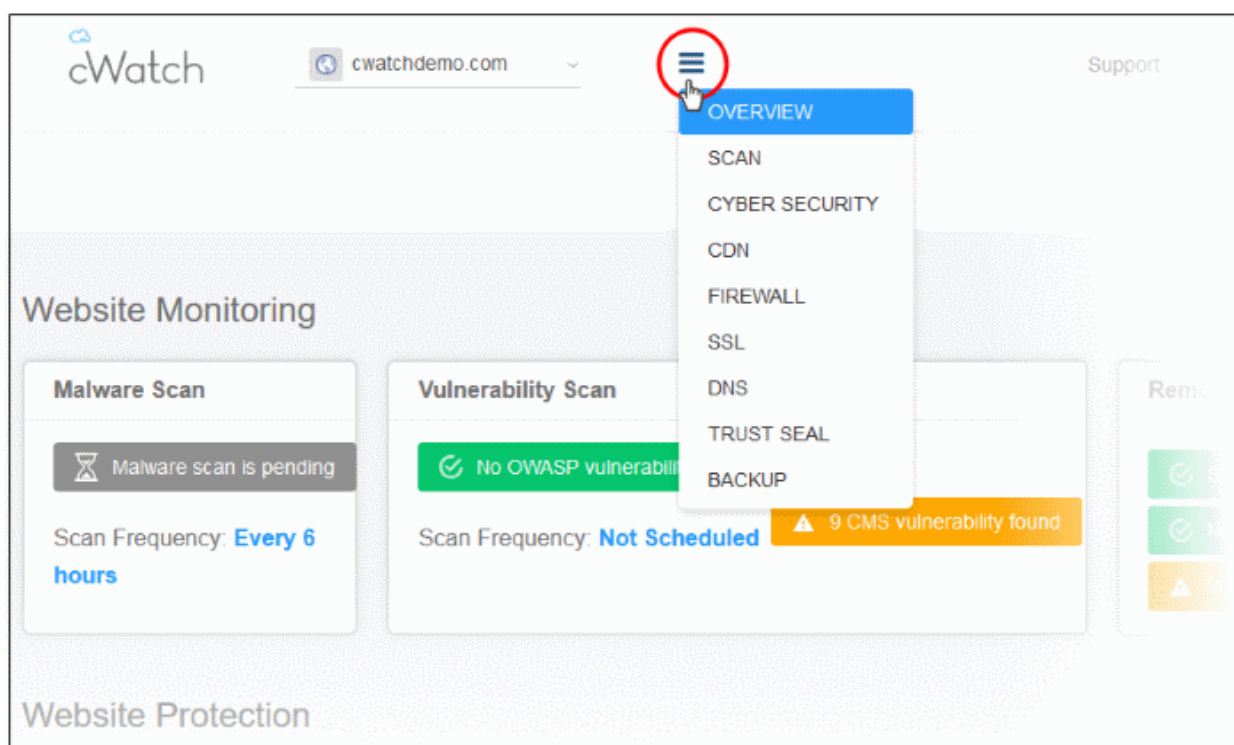 cWatch
cwatchdemo.com
Support
OVERVIEW
SCAN
CYBER SECURITY
CDN
FIREWALL
SSL
DNS
TRUST SEAL
BACKUP
Website Monitoring
Malware Scan
Malware scan is pending
Scan Frequency: Every 6
hours
Vulnerability Scan
No OWASP
9 CMS vulnerability found
Scan Frequency: Not Scheduled
Website Protection